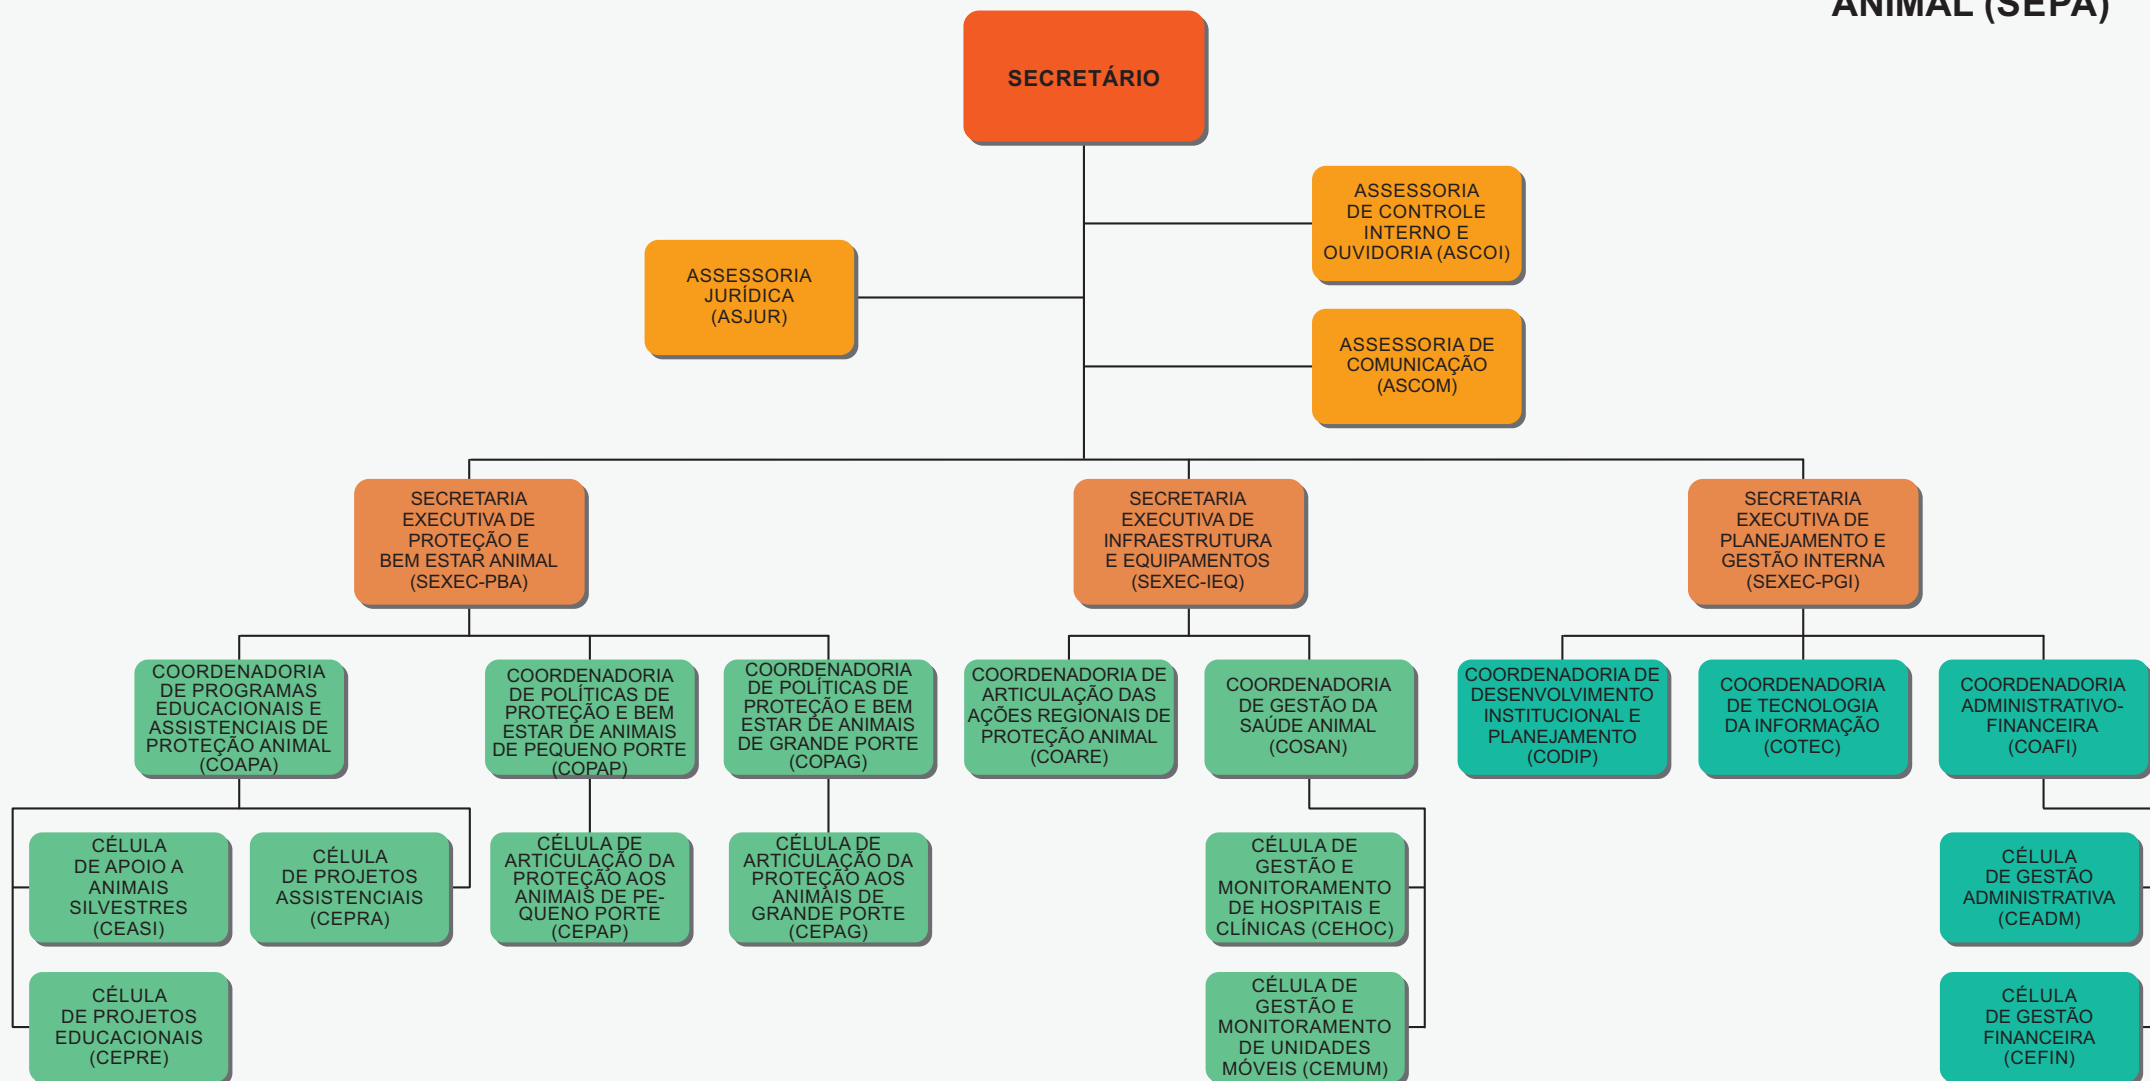 ANIMAL (SEPA)
SECRETÁRIO
ASSESSORIA
DE CONTROLE
INTERNO E
OUVIDORIA (ASCOI)
ASSESSORIA
JURÍDICA
(ASJUR)
ASSESSORIA DE
COMUNICAÇÃO
(ASCOM)
SECRETARIA
EXECUTIVA DE
PROTEÇÃO E
BEM ESTAR ANIMAL
(SEXEC-PBA)
SECRETARIA
EXECUTIVA DE
INFRAESTRUTURA
E EQUIPAMENTOS
(SEXEC-IEQ)
SECRETARIA
EXECUTIVA DE
PLANEJAMENTO E
GESTÃO INTERNA
(SEXEC-PGI)
COORDENADORIA
DE PROGRAMAS
EDUCACIONAIS E
ASSISTENCIAIS DE
PROTEÇÃO ANIMAL
(COAPA)
COORDENADORIA
DE POLÍTICAS DE
PROTEÇÃO E BEM
ESTAR DE ANIMAIS
DE PEQUENO PORTE
(COPAP)
COORDENADORIA
DE POLÍTICAS DE
PROTEÇÃO E BEM
ESTAR DE ANIMAIS
DE GRANDE PORTE
(COPAG)
COORDENADORIA DE
ARTICULAÇÃO DAS
AÇÕES REGIONAIS DE
PROTEÇÃO ANIMAL
(COARE)
COORDENADORIA
DE GESTÃO DA
SAÚDE ANIMAL
(COSAN)
COORDENADORIA DE
DESENVOLVIMENTO
INSTITUCIONAL E
PLANEJAMENTO
(CODIP)
COORDENADORIA
DE TECNOLOGIA
DA INFORMAÇÃO
(COTEC)
COORDENADORIA
ADMINISTRATIVO-
FINANCEIRA
(COAFI)
CÉLULA
DE APOIO A
ANIMAIS
SILVESTRES
(CEASI)
CÉLULA
DE PROJETOS
ASSISTENCIAIS
(CEPRA)
CÉLULA DE
ARTICULAÇÃO DA
PROTEÇÃO AOS
ANIMAIS DE PE-
QUENO PORTE
(CEPAP)
CÉLULA DE
ARTICULAÇÃO DA
PROTEÇÃO AOS
ANIMAIS DE
GRANDE PORTE
(CEPAG)
CÉLULA DE
GESTÃO E
MONITORAMENTO
DE HOSPITAIS E
CLÍNICAS (CEHOC)
CÉLULA
DE GESTÃO
ADMINISTRATIVA
(CEADM)
CÉLULA
DE PROJETOS
EDUCACIONAIS
(CEPRE)
CÉLULA DE
GESTÃO E
MONITORAMENTO
DE UNIDADES
MÓVEIS (CEMUM)
CÉLULA
DE GESTÃO
FINANCEIRA
(CEFIN)